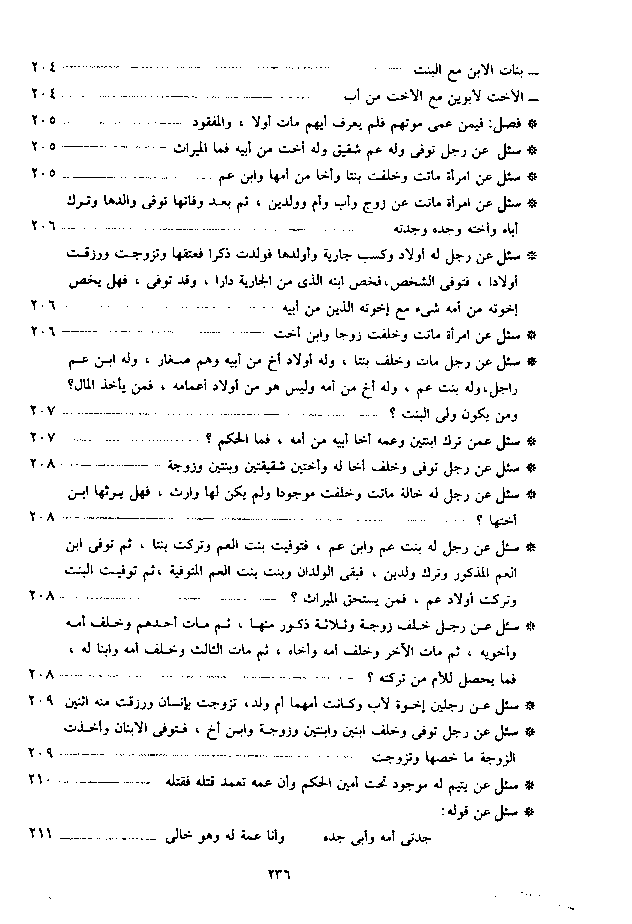 ــ بنات الابن مع البنت ٢٠٤
ــ الأخت لأبوين مع الأخت من أب ٢٠٤
* فصل: فيمن عمى موتهم فلم يعرف أيهم مات أولا ، والمفقود ٢٠٥
* سئل عن رجل توفى وله عم شقيق وله أخت من أبيه فما الميراث ٢٠٥
* سئل عن امرأة ماتت وخلفت بنتا وأخا من أمها وابن عم ٢٠٥
* سئل عن امرأة ماتت عن زوج وأب وأم وولدين ، ثم بعد وفاتها توفى والدها وترك
أباه وأخته وجده وجدته ٢٠٦
* سئل عن رجل له أولاد وكسب جارية وأولدها فولدت ذكرا فعتقها وتزوجت ورزقت
أولادا ، فتوفى الشخص، فخص ابنه الذى من الجارية دارا ، وقد توفى ، فهل يخص
إخوته من أمه شىء مع إخوته الذين من أبيه ٢٠٦
* سئل عن امرأة ماتت وخلفت زوجا وابن أخت ٢٠٦
* سئل عن رجل مات وخلف بنتا ، وله أولاد أخ من أبيه وهم صغار ، وله ابن عم
راجل، وله بنت عم ، وله أخ من أمه وليس هو من أولاد أعمامه ، فمن يأخذ المال؟
ومن يكون ولى البنت ؟ ٢٠٧
* سئل عمن ترك ابنتين وعمه أخا أبيه من أمه ، فما الحكم ؟ ٢٠٧
* سئل عن رجل توفى وخلف أخا له وأختين شقيقتين وبنتين وزوجة ٢٠٨
* سئل عن رجل له خالة ماتت وخلفت موجودا ولم يكن لها وارث ، فهل يرثها ابن
أختها ؟ ٢٠٨
* سئل عن رجل له بنت عم وابن عم ، فتوفيت بنت العم وتركت بنتا ، ثم توفى ابن
العم المذكور وترك ولدين ، فبقى الولدان وبنت بنت العم المتوفية ، ثم توفيت البنت
وتركت أولاد عم ، فمن يستحق الميراث ؟ ٢٠٨
* سئل عن رجل خلف زوجة وثلاثة ذكور منها ، ثم مات أحدهم وخلف أمه
وأخويه ، ثم مات الآخر وخلف أمه وأخاه ، ثم مات الثالث وخلف أمه وابنا له ،
فما يحصل للأم من تركته ؟ ٢٠٨
* سئل عن رجلين إخوة لأب وكانت أمهما أم ولد، تزوجت بإنسان ورزقت منه اثنين ٢٠٩
* سئل عن رجل توفى وخلف ابنين وابنتين وزوجة وابن أخ ، فتوفى الابنان وأخذت
الزوجة ما خصها وتزوجت ٢٠٩
* سئل عن يتيم له موجود تحت أمين الحكم وأن عمه تعمد قتله فقتله ٢١٠
* سئل عن قوله:
جدتى أمه وأبى جده وأنا عمة له وهو خالى ٢١١
٢٣٦